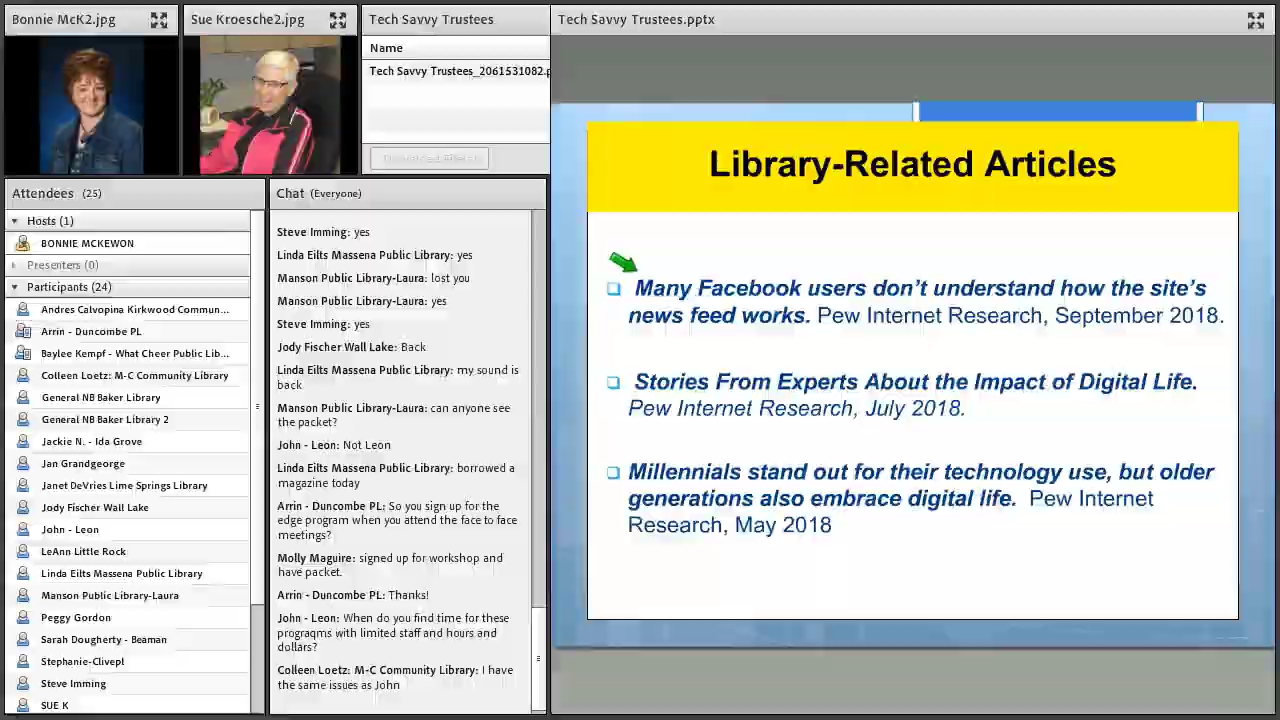 Bonnie McK2.jpg
Sue Kroesche2.jpg
Tech Savvy Trustees
Name
Tech Savvy Trustees_2061531082.p
Attendees (25)
Hosts (1)
BONNIE MCKEWON
Presenters (0)
Participants (24)
Andres Calvopina Kirkwood Commun...
Arrin - Duncombe PL
Baylee Kempf - What Cheer Public Lib...
Colleen Loetz: M-C Community Library
General NB Baker Library
General NB Baker Library 2
Jackie N. - Ida Grove
Jan Grandgeorge
Janet DeVries Lime Springs Library
Jody Fischer Wall Lake
John - Leon
LeAnn Little Rock
Linda Eilts Massena Public Library
Manson Public Library-Laura
Peggy Gordon
Sarah Dougherty - Beaman
Stephanie-Clivepl
Steve Imming
SUE K
Chat (Everyone)
Steve Imming: yes
Linda Eilts Massena Public Library: yes
Manson Public Library-Laura: lost you
Manson Public Library-Laura: yes
Steve Imming: yes
Jody Fischer Wall Lake: Back
Linda Eilts Massena Public Library: my sound is
back
Manson Public Library-Laura: can anyone see
the packet?
John - Leon: Not Leon
Linda Eilts Massena Public Library: borrowed a
magazine today
Arrin - Duncombe PL: So you sign up for the
edge program when you attend the face to face
meetings?
Molly Maguire: signed up for workshop and
have packet.
Arrin - Duncombe PL: Thanks!
John - Leon: When do you find time for these
prograqms with limited staff and hours and
dollars?
Colleen Loetz: M-C Community Library: I have
the same issues as John
Tech Savvy Trustees.pptx
Library-Related Articles
Many Facebook users don’t understand how the site’s
news feed works. Pew Internet Research, September 2018.
Stories From Experts About the Impact of Digital Life.
Pew Internet Research, July 2018.
Millennials stand out for their technology use, but older
generations also embrace digital life. Pew Internet
Research, May 2018